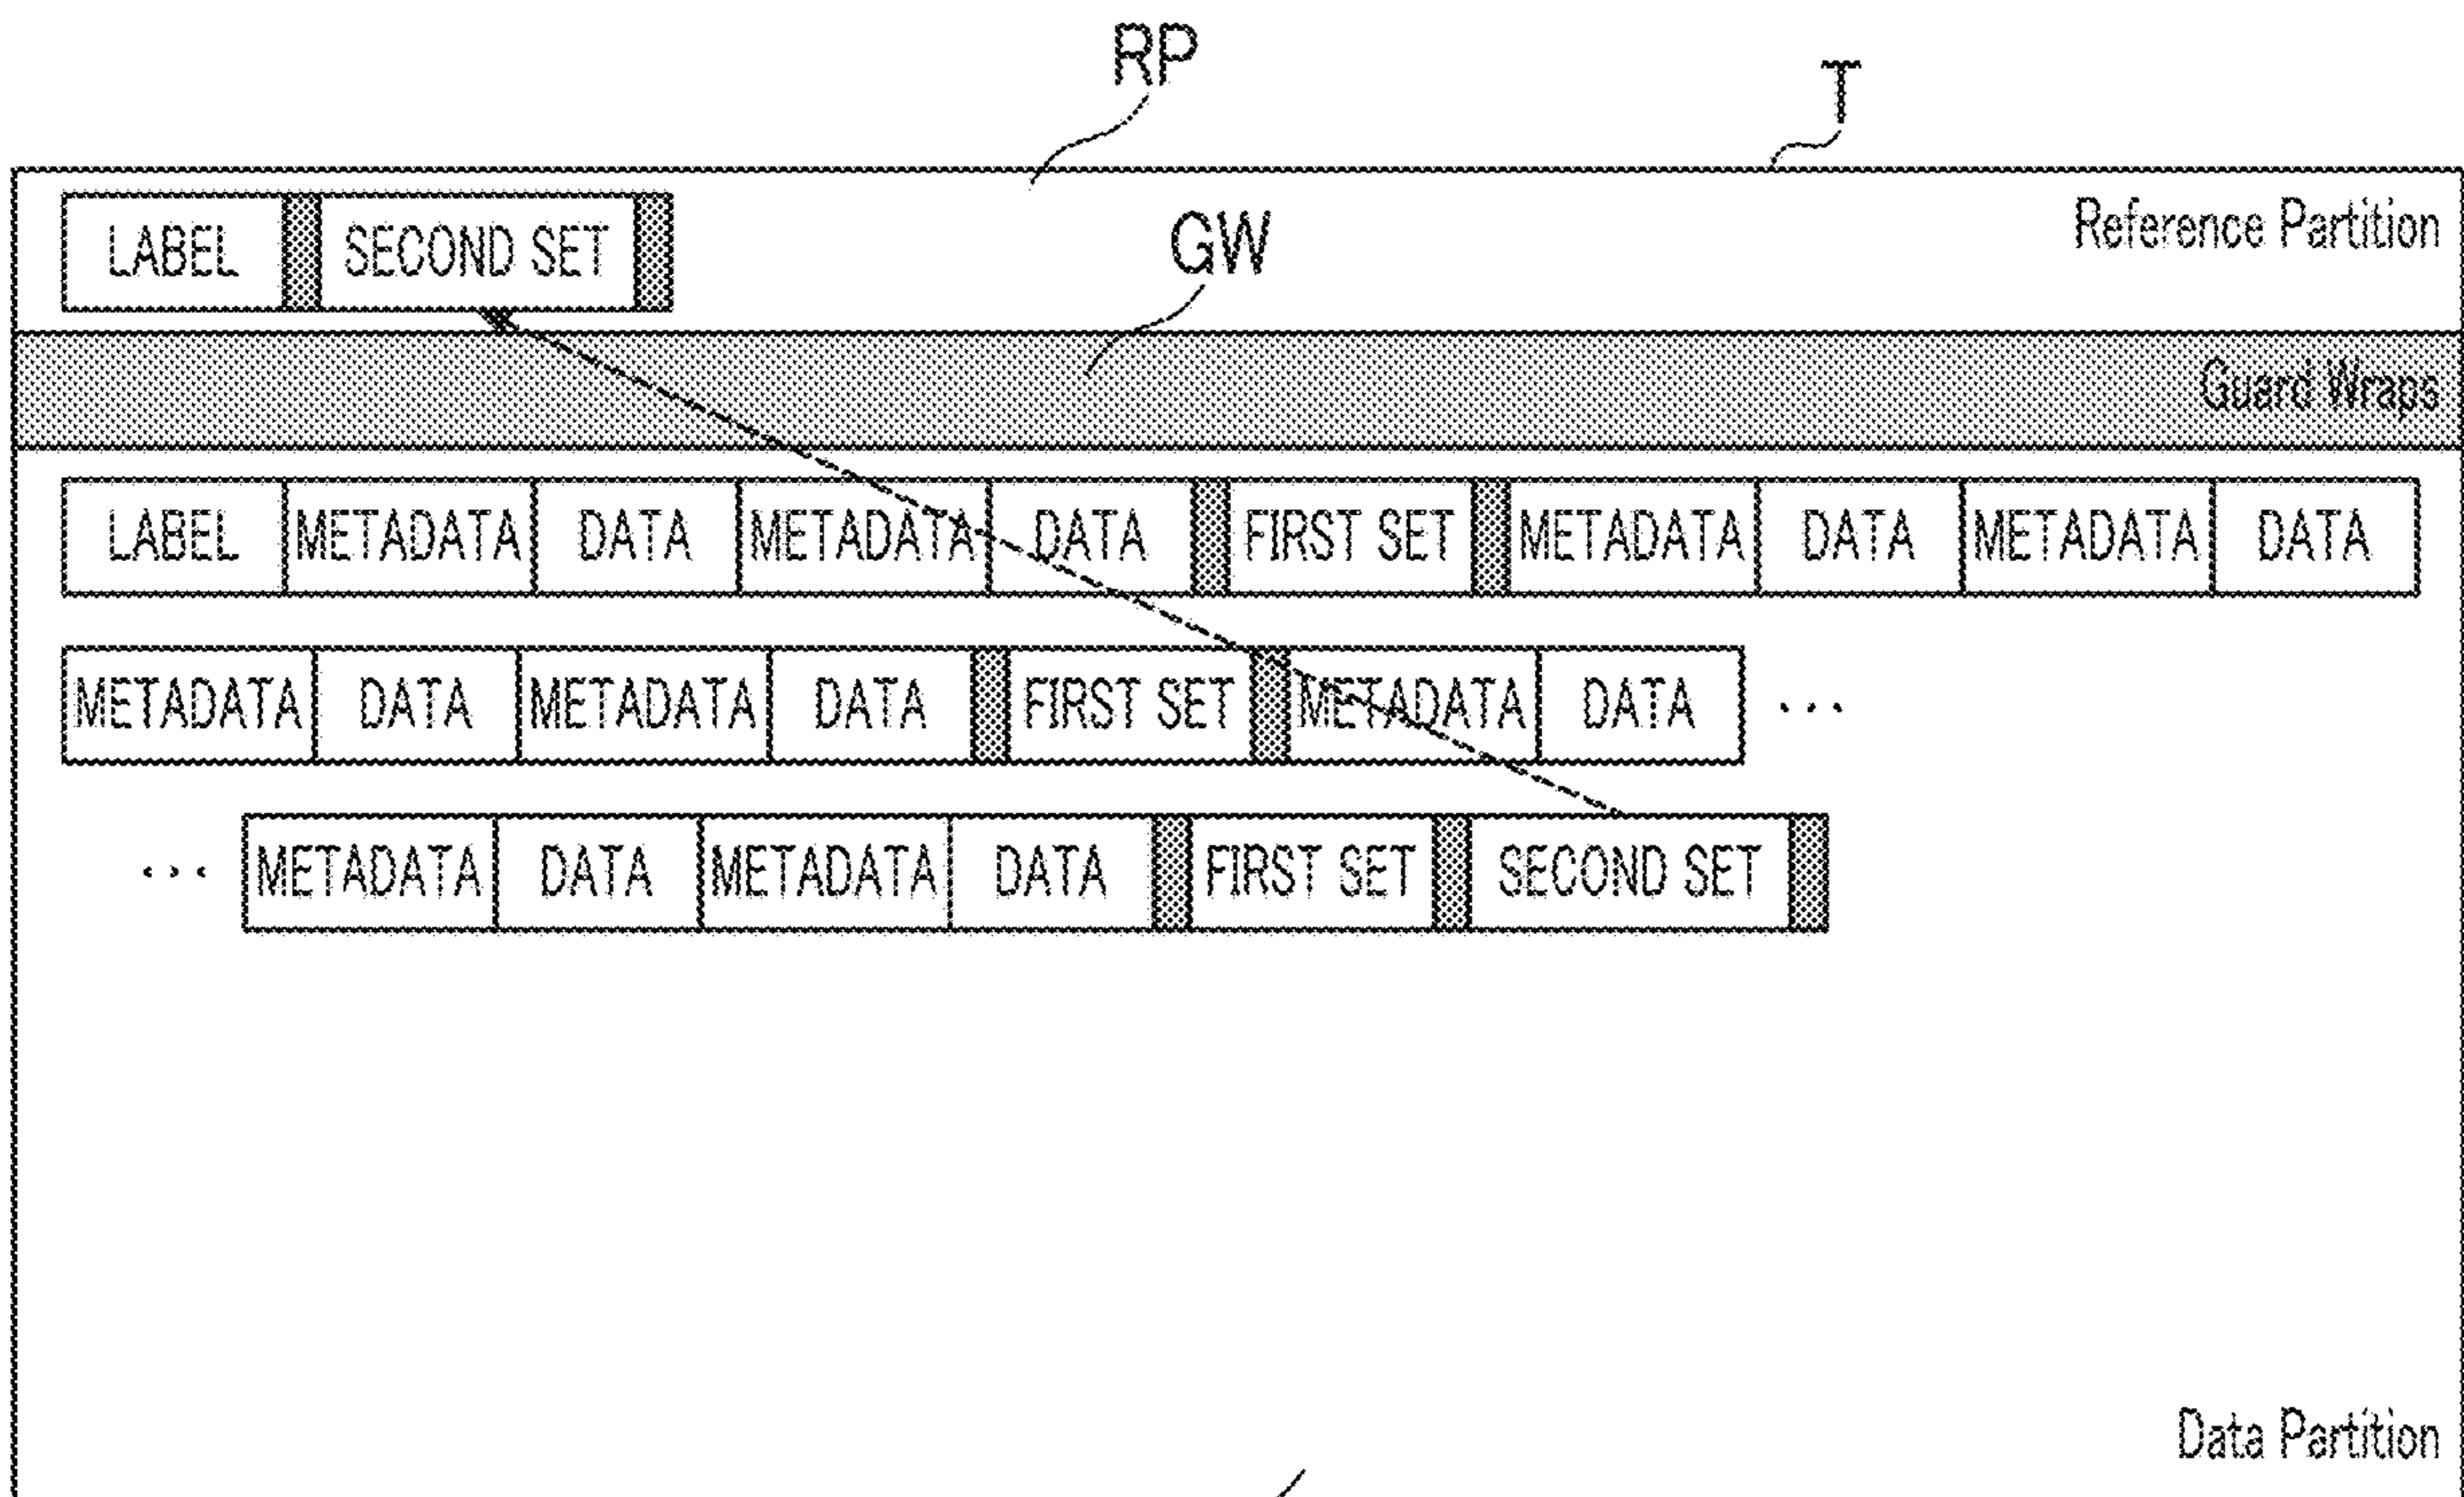 RP
T
LABEL SECOND SET
Reference Partition
GW
Guard Wraps
LABEL METADATA DATA METADATA DATA FIRST SET METADATA DATA METADATA DATA
METADATA DATA METADATA DATA FIRST SET METADATA DATA ...
... METADATA DATA METADATA DATA FIRST SET SECOND SET
Data Partition